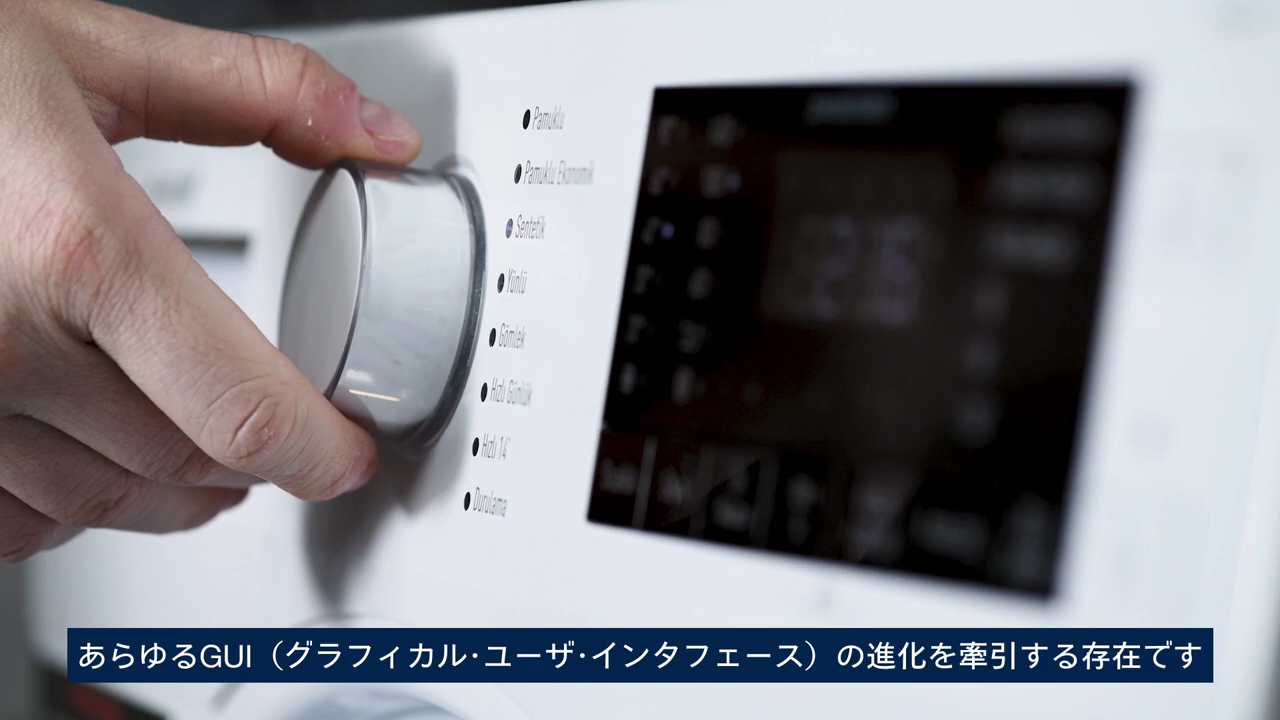 Pamuklu
Pamuklu Ekonomik
Sentetik
Yünlü
Gömlek
Hızlı Günlük
Hızlı 14'
Durulama
あらゆるGUI（グラフィカル･ユーザ･インタフェース）の進化を牽引する存在です